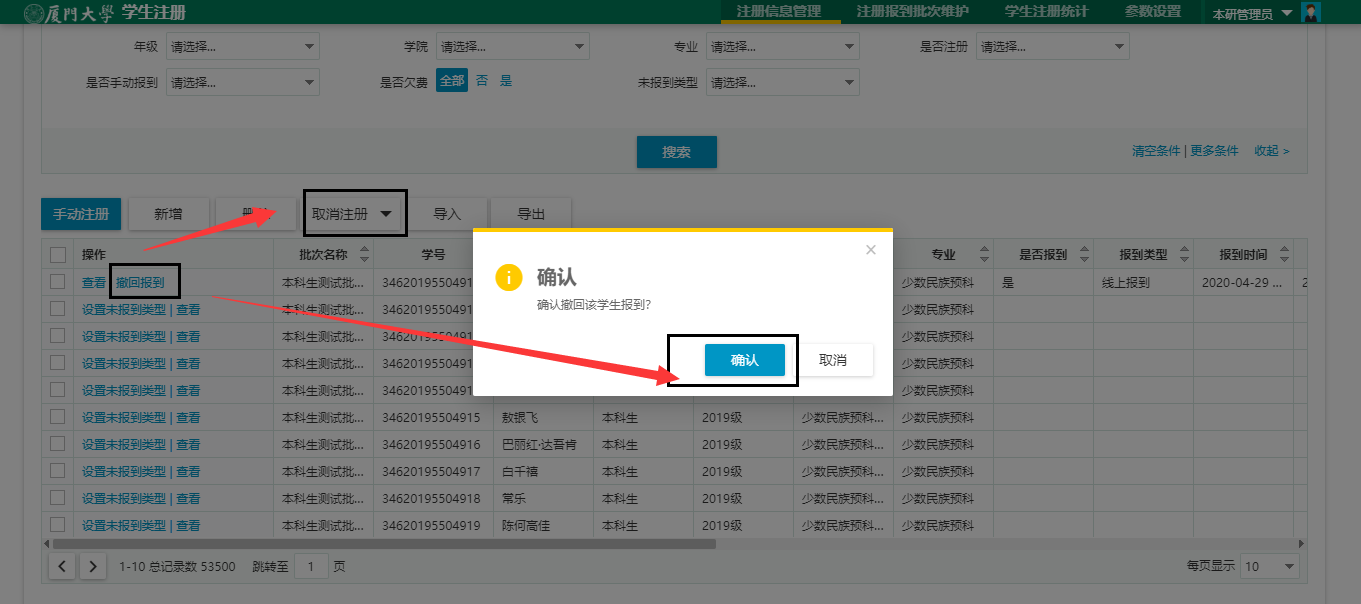 厦门大学 学生注册 注册信息管理 注册报到批次维护 学生注册统计 参数设置 本研管理员
年级 请选择... 学院 请选择... 专业 请选择... 是否注册 请选择...
是否手动报到 请选择... 是否欠费 全部 否 是 未报到类型 请选择...
搜索 清空条件 | 更多条件 收起 >
手动注册 新增 取消注册 导入 导出
操作 批次名称 学号 专业 是否报到 报到类型 报到时间
查看 撤回报到 本科生测试批... 3462019550491 少数民族预科 是 线上报到 2020-04-29 ... 2
设置未报到类型 | 查看 本科生测试批... 3462019550491 少数民族预科
设置未报到类型 | 查看 本科生测试批... 3462019550491 少数民族预科
设置未报到类型 | 查看 本科生测试批... 3462019550491 少数民族预科
设置未报到类型 | 查看 本科生测试批... 3462019550491 少数民族预科
设置未报到类型 | 查看 本科生测试批... 34620195504915 敖银飞 本科生 2019级 少数民族预科... 少数民族预科
设置未报到类型 | 查看 本科生测试批... 34620195504916 巴丽红·达吾肯 本科生 2019级 少数民族预科... 少数民族预科
设置未报到类型 | 查看 本科生测试批... 34620195504917 白千禧 本科生 2019级 少数民族预科... 少数民族预科
设置未报到类型 | 查看 本科生测试批... 34620195504918 常乐 本科生 2019级 少数民族预科... 少数民族预科
设置未报到类型 | 查看 本科生测试批... 34620195504919 陈何高佳 本科生 2019级 少数民族预科... 少数民族预科
1-10 总记录数 53500 跳转至 1 页 每页显示 10
确认
确认撤回该学生报到?
确认 取消